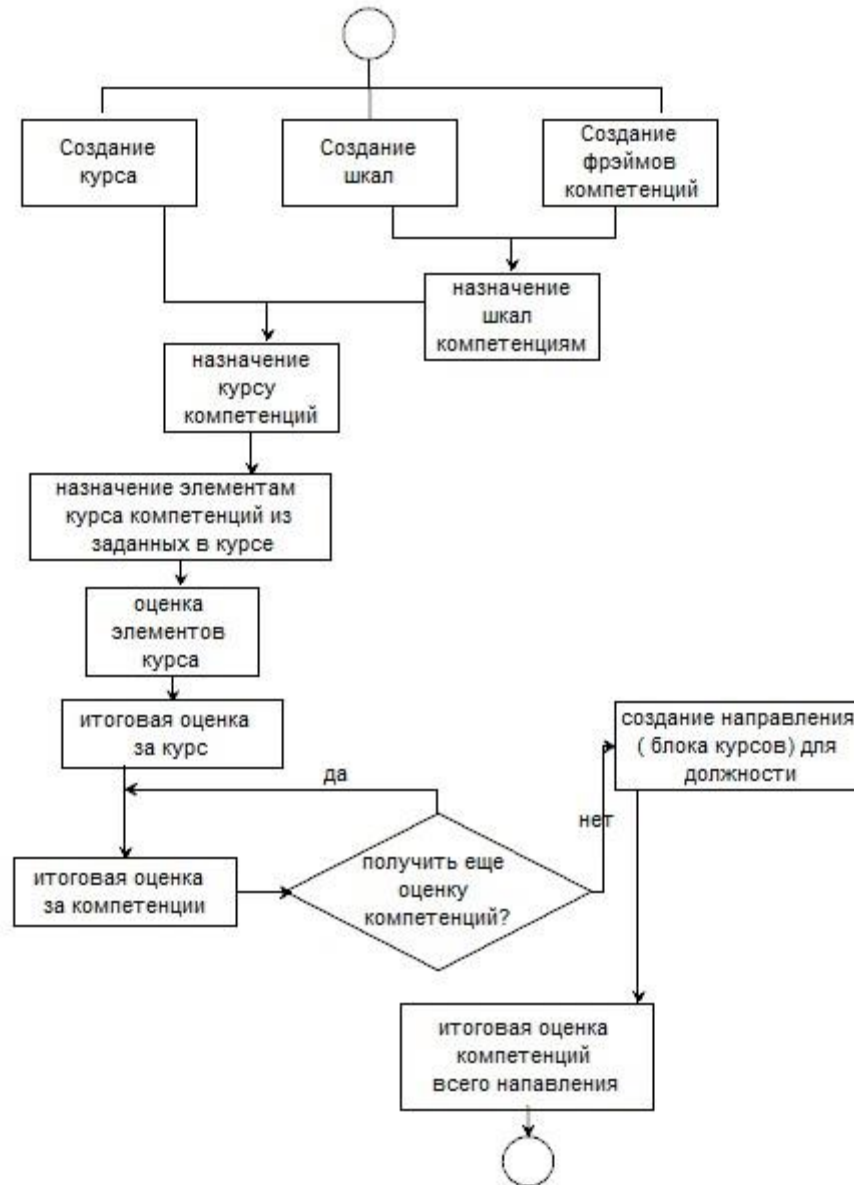 Создание
курса
Создание
шкал
Создание
фрэймов
компетенций
назначение
шкал
компетенциям
назначение
курсу
компетенций
назначение элементам
курса компетенций из
заданных в курсе
оценка
элементов
курса
итоговая оценка
за курс
создание направления
( блока курсов) для
должности
да
нет
получить еще
оценку
компетенций?
итоговая оценка
за компетенции
итоговая оценка
компетенций
всего напавления